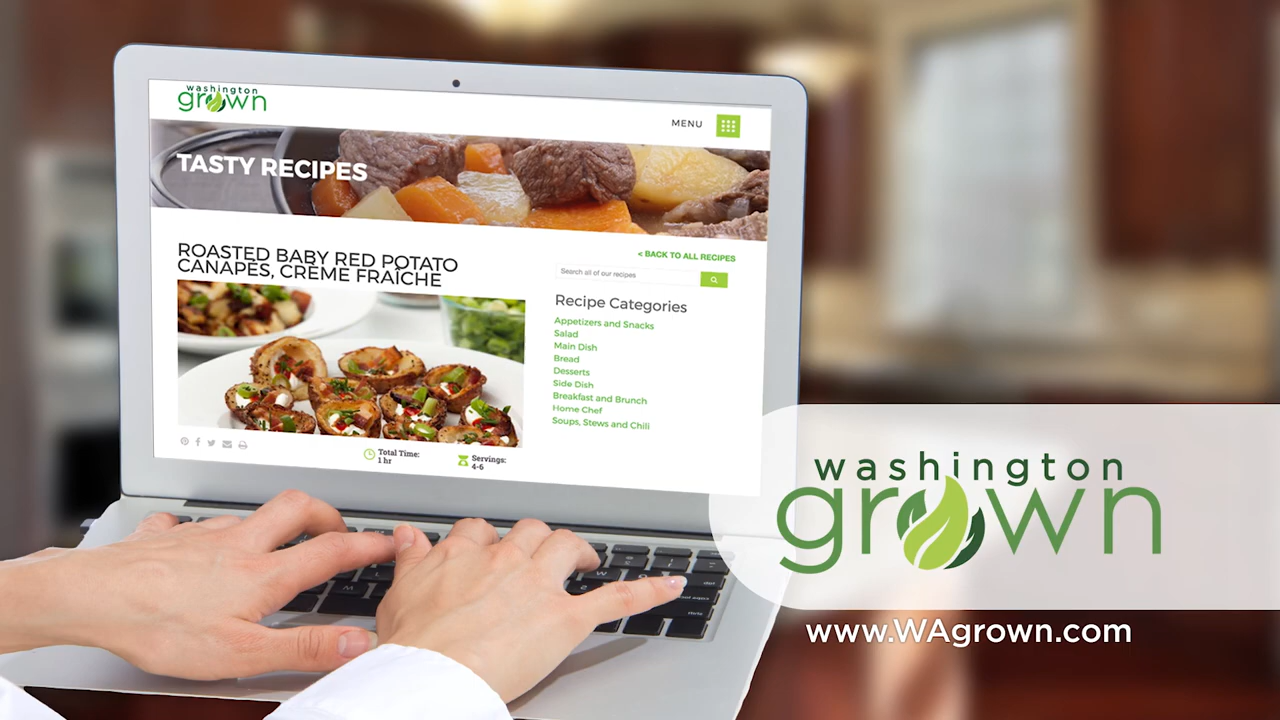 washington
grown
MENU
TASTY RECIPES
ROASTED BABY RED POTATO
CANAPES, CRÈME FRAÎCHE
< BACK TO ALL RECIPES
Search all of our recipes
Recipe Categories
Appetizers and Snacks
Salad
Main Dish
Bread
Desserts
Side Dish
Breakfast and Brunch
Home Chef
Soups, Stews and Chili
Total Time:
1 hr
Servings:
4-6
washington
grown
www.WAgrown.com